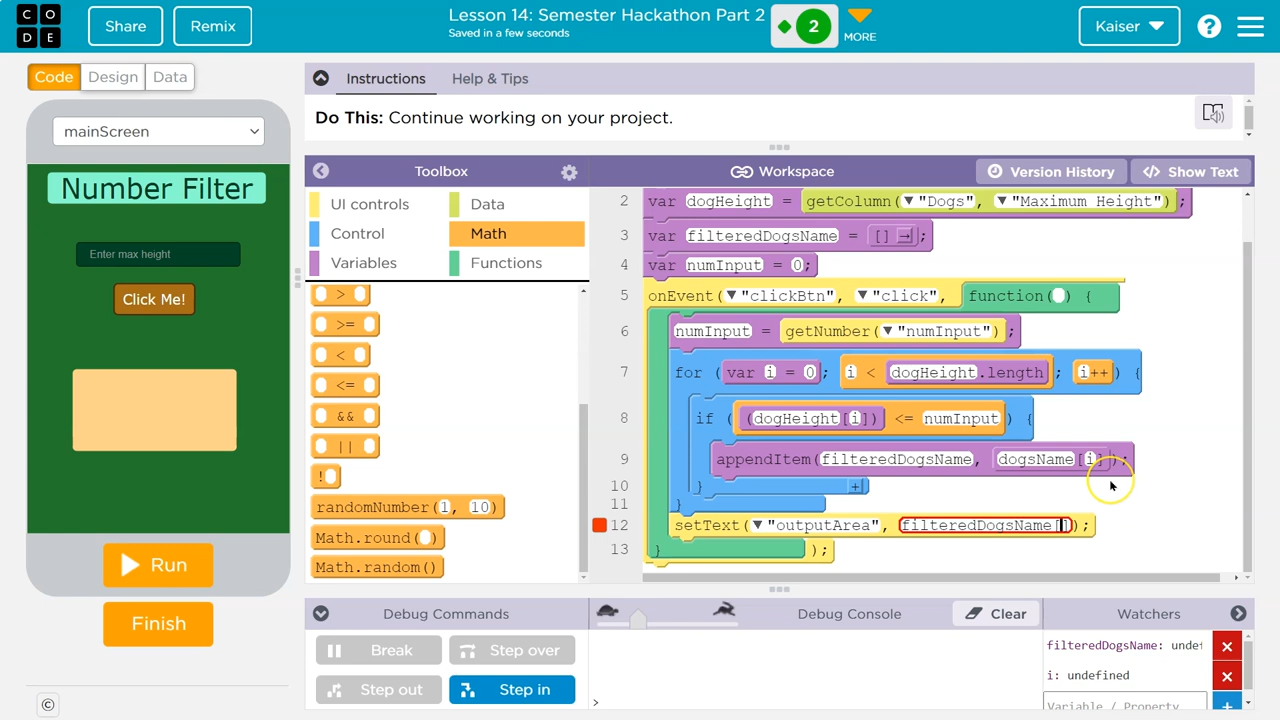 CODE
Share
Remix
Lesson 14: Semester Hackathon Part 2
Saved in a few seconds
2
MORE
Kaiser
?
Code
Design
Data
Instructions
Help & Tips
Do This: Continue working on your project.
mainScreen
Number Filter
Enter max height
Click Me!
Run
Finish
©
Toolbox
UI controls
Data
Control
Math
Variables
Functions
>
>=
<
<=
&&
||
!
randomNumber(1, 10)
Math.round()
Math.random()
Workspace
Version History
</> Show Text
2 var dogHeight = getColumn("Dogs", "Maximum Height");
3 var filteredDogsName = [];
4 var numInput = 0;
5 onEvent("clickBtn", "click", function() {
6 numInput = getNumber("numInput");
7 for (var i = 0; i < dogHeight.length; i++) {
8 if ((dogHeight[i]) <= numInput) {
9 appendItem(filteredDogsName, dogsName[i]);
10 }
11 }
12 setText("outputArea", filteredDogsName[]);
13 });
Debug Commands
Break
Step over
Step out
Step in
Debug Console
Clear
>
Watchers
filteredDogsName: unde
i: undefined
Variable / Property